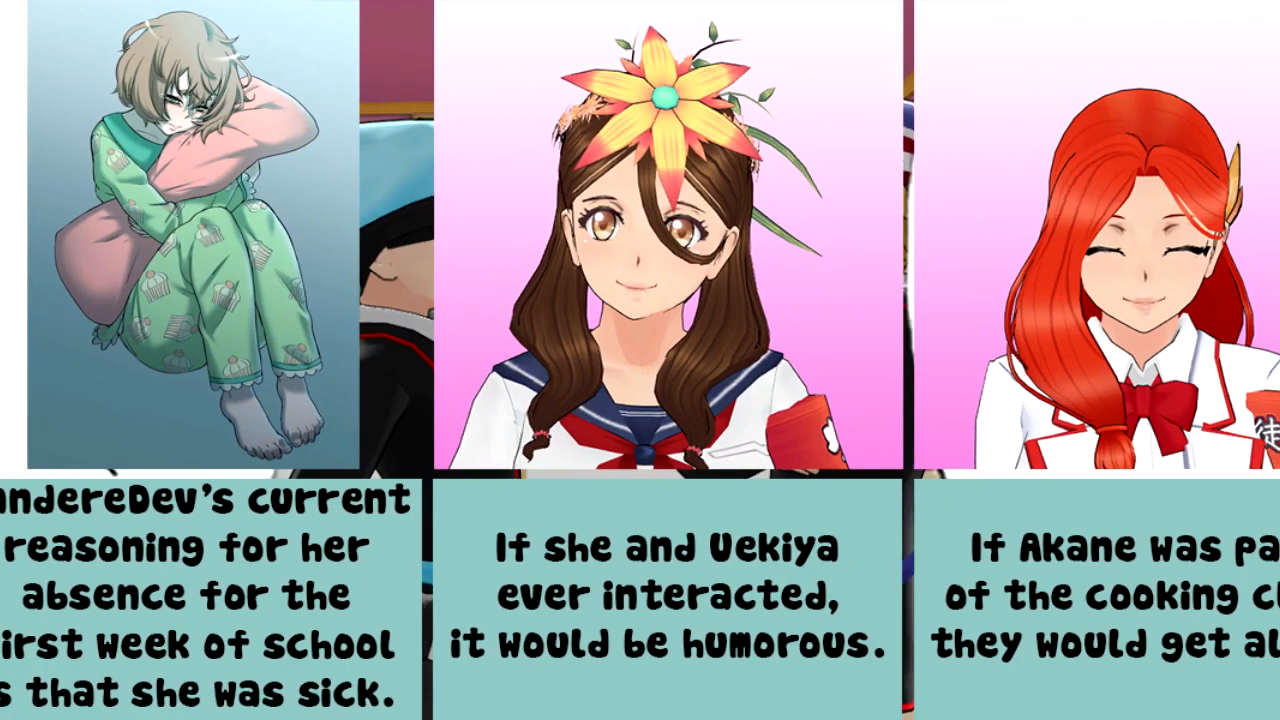 andereDev's current
reasoning for her
absence for the
irst week of school
s that she was sick.
If she and Uekiya
ever interacted,
it would be humorous.
If Akane was pa
of the cooking cl
they would get al
徒